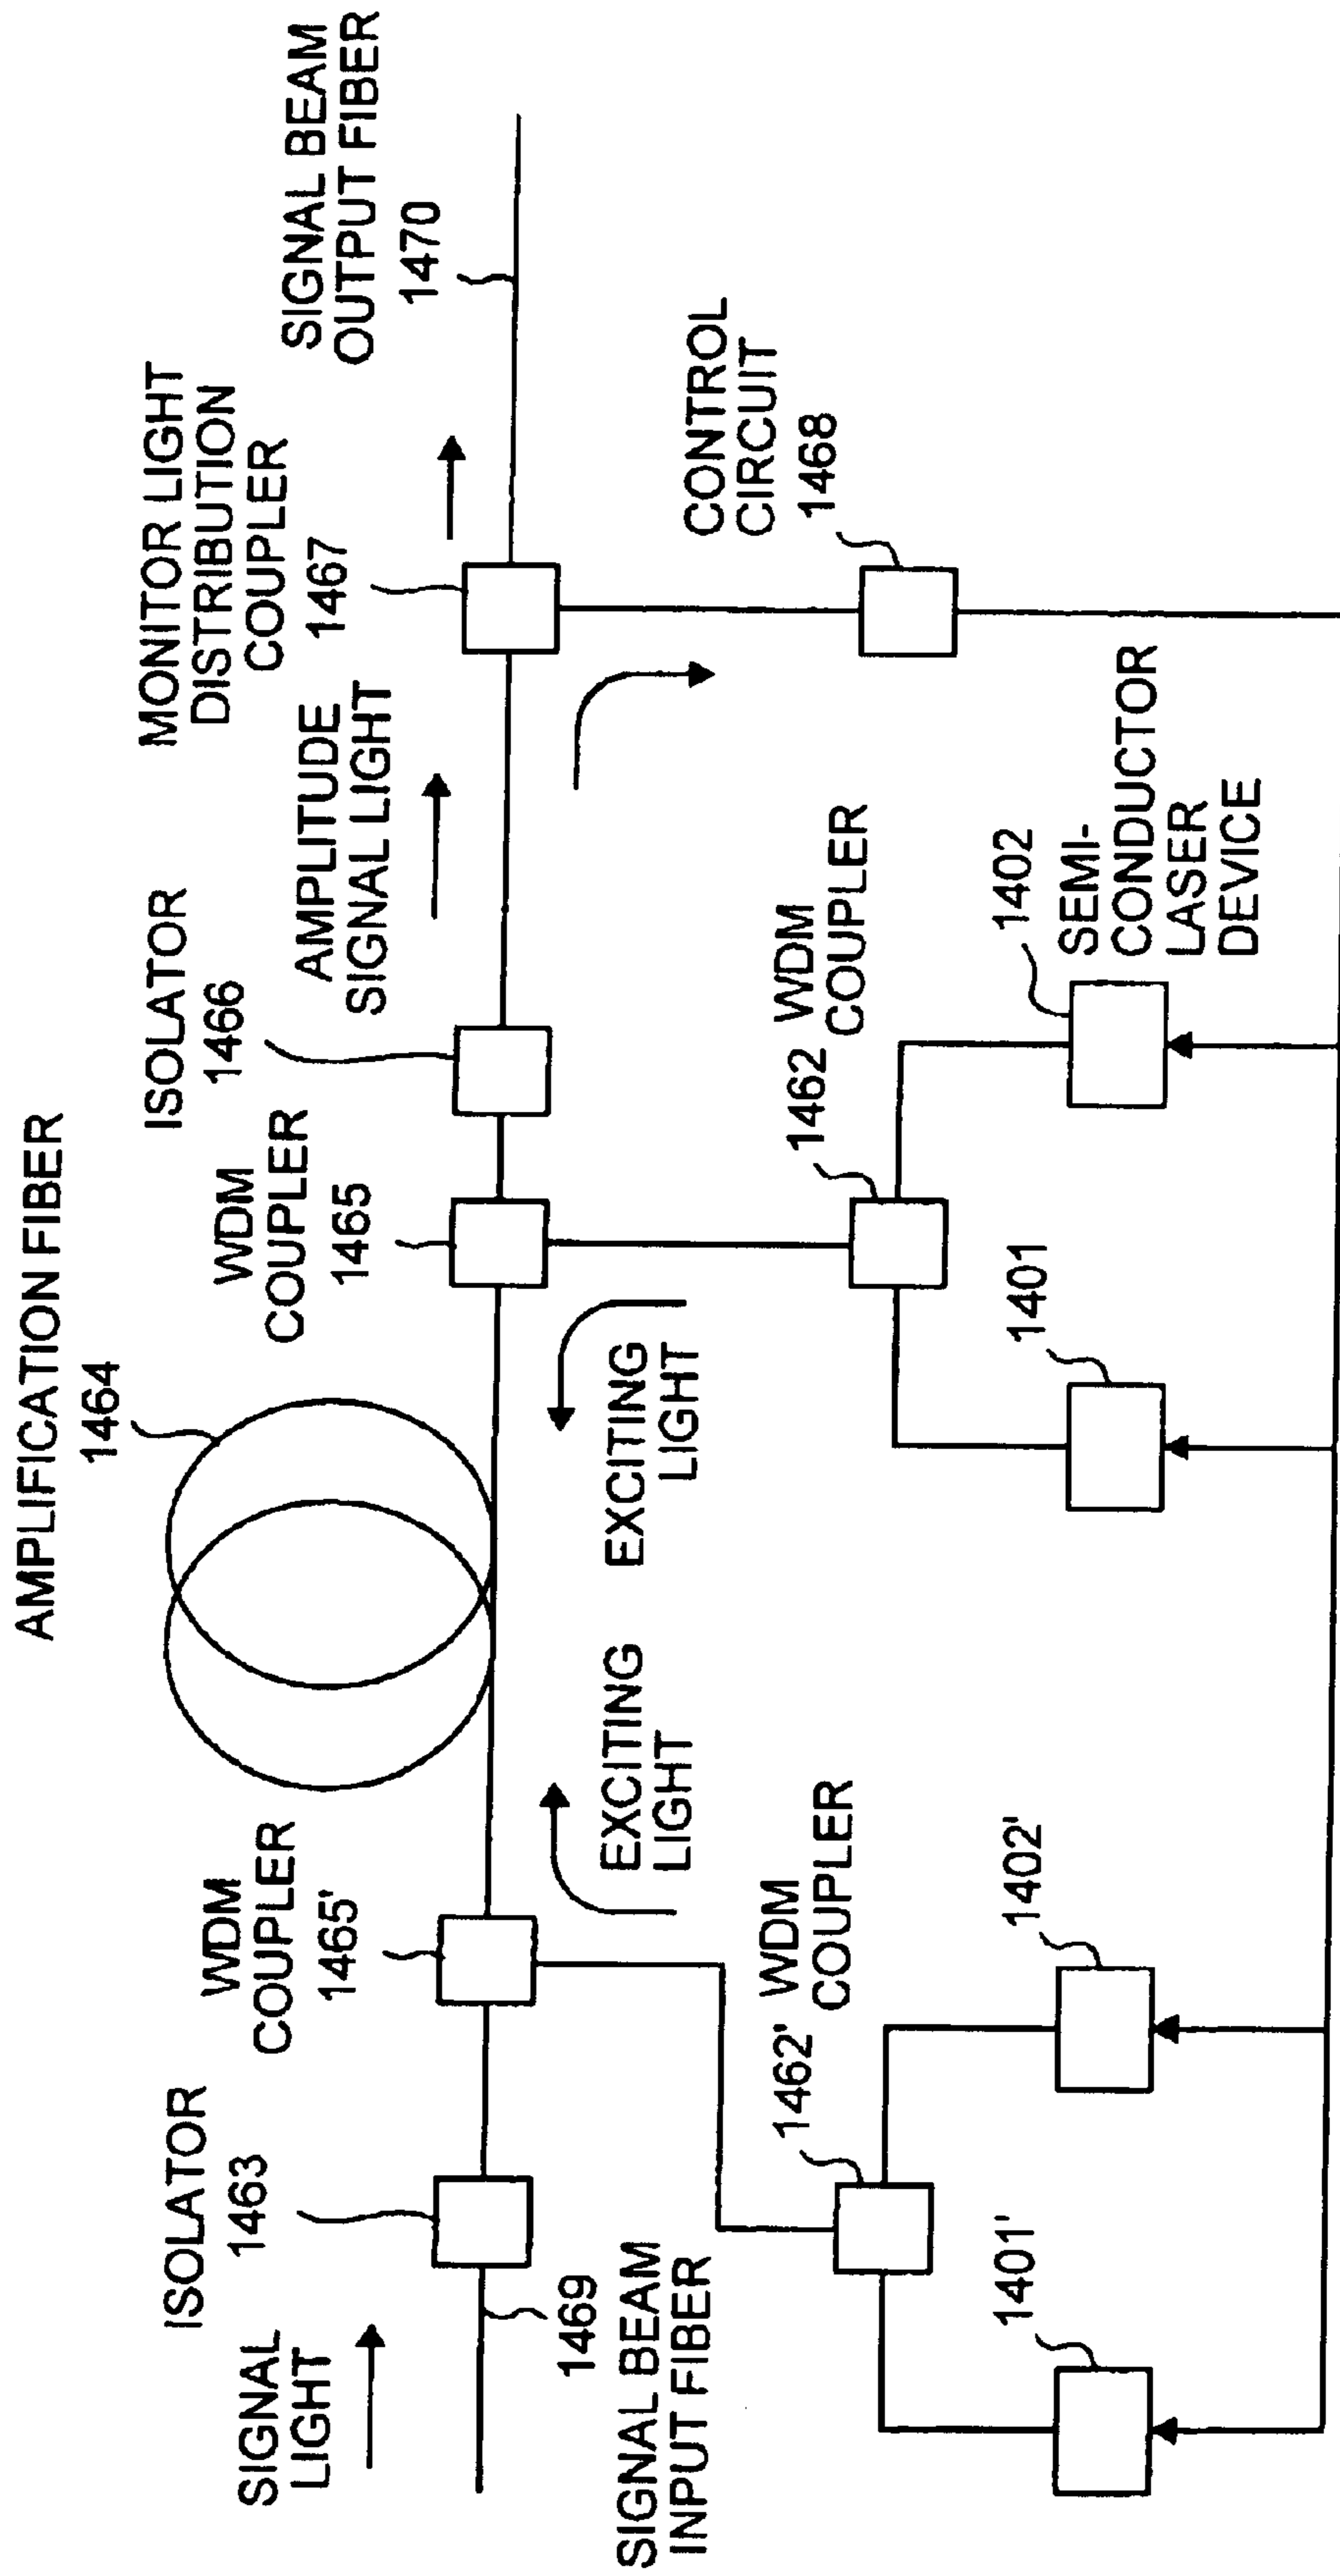 AMPLIFICATION FIBER
1464
SIGNAL
LIGHT
ISOLATOR
1463
WDM
COUPLER
1465'
WDM
COUPLER
1465
ISOLATOR
1466
AMPLITUDE
SIGNAL LIGHT
MONITOR LIGHT
DISTRIBUTION
COUPLER
1467
SIGNAL BEAM
OUTPUT FIBER
1470
1469
SIGNAL BEAM
INPUT FIBER
EXCITING
LIGHT
EXCITING
LIGHT
CONTROL
CIRCUIT
1468
1462'
WDM
COUPLER
1462
WDM
COUPLER
1401'
1402'
1401
1402
SEMI-
CONDUCTOR
LASER
DEVICE